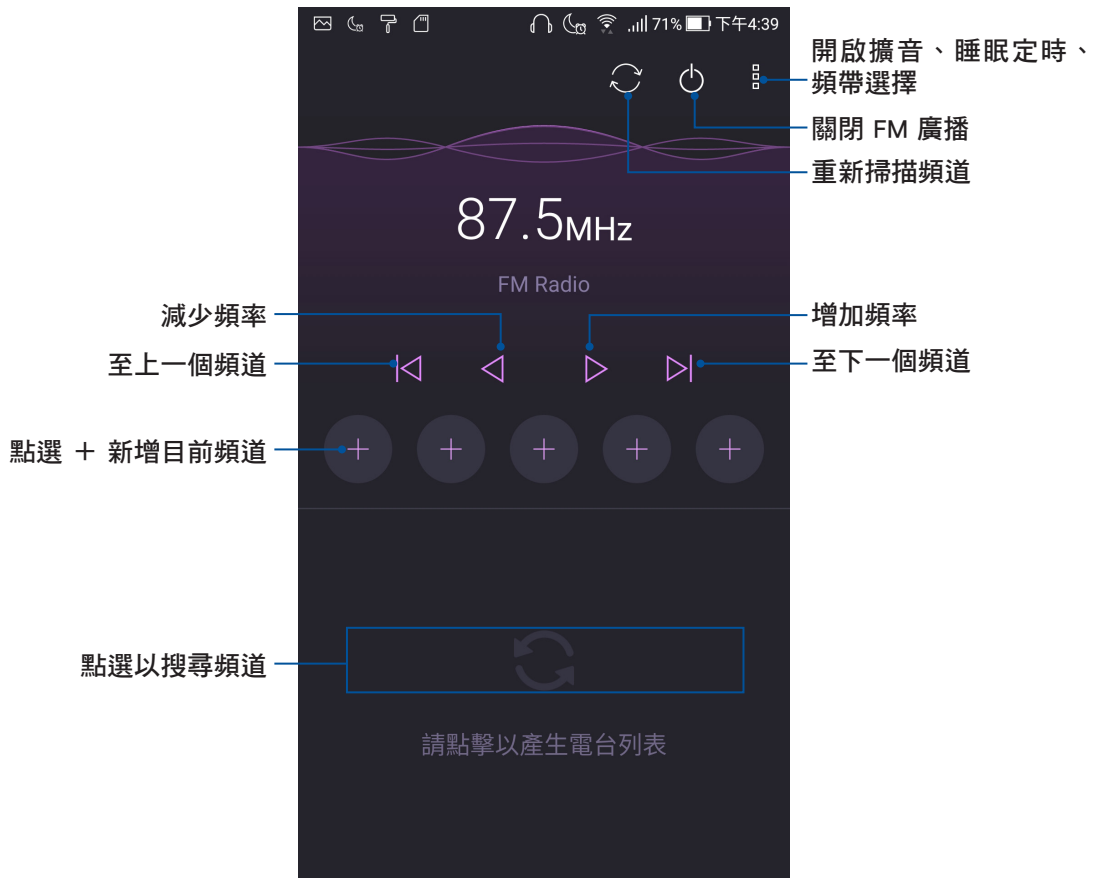 71% 下午4:39
開啟擴音、睡眠定時、
頻帶選擇
關閉 FM 廣播
重新掃描頻道
87.5MHz
FM Radio
減少頻率
增加頻率
至上一個頻道
至下一個頻道
點選 ＋ 新增目前頻道
點選以搜尋頻道
請點擊以產生電台列表